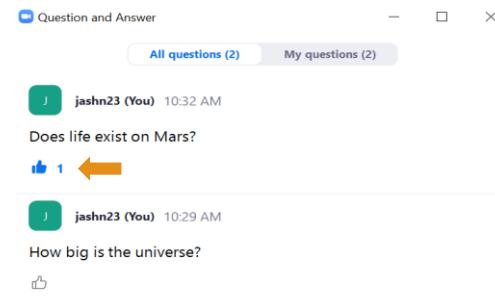 Question and Answer
All questions (2) My questions (2)
J jashn23 (You) 10:32 AM
Does life exist on Mars?
1
J jashn23 (You) 10:29 AM
How big is the universe?